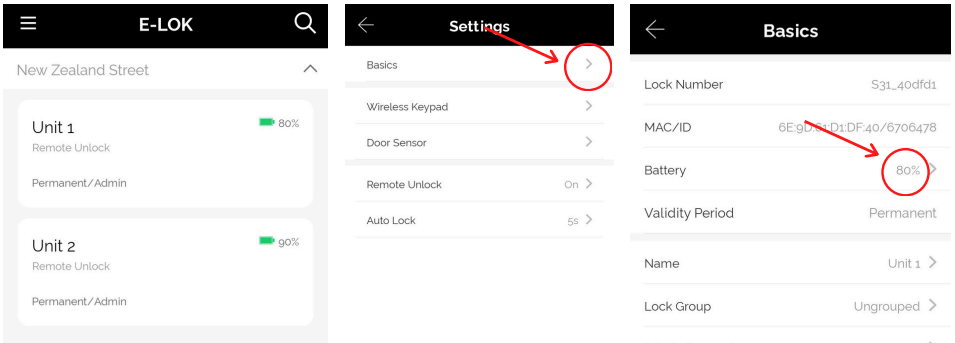 E-LOK
New Zealand Street
Unit 1
80%
Remote Unlock
Permanent/Admin
Unit 2
90%
Remote Unlock
Permanent/Admin
Settings
Basics
Wireless Keypad
Door Sensor
Remote Unlock On
Auto Lock 5s
Basics
Lock Number S31_40dfd1
MAC/ID
Battery 80%
Validity Period Permanent
Name Unit 1
Lock Group Ungrouped